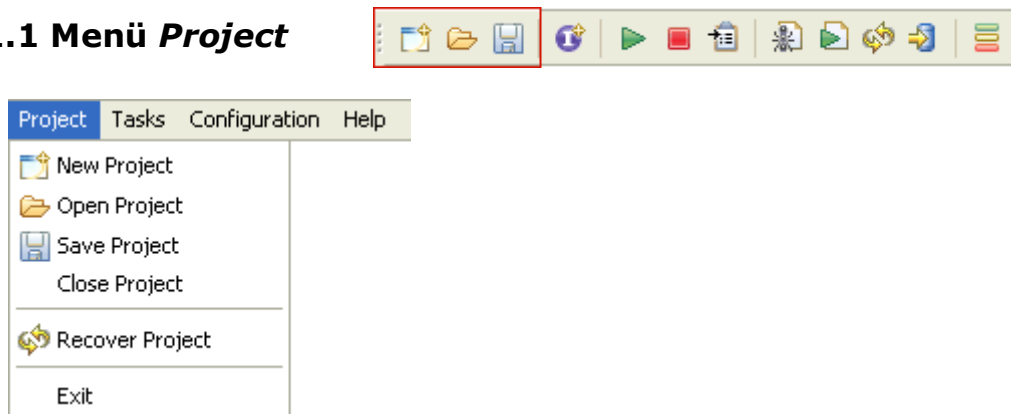 .1 Menü Project
Project Tasks Configuration Help
New Project
Open Project
Save Project
Close Project
Recover Project
Exit